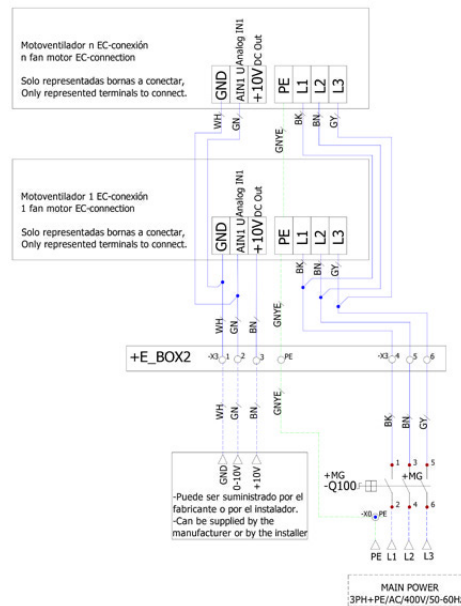 Motoventilador n EC-conexión
n fan motor EC-connection
Solo representadas bornas a conectar,
Only represented terminals to connect.
GND
AIN1 U Analog IN1
+10V DC Out
PE
L1
L2
L3
WH
GN
GNYE
BK
BN
GY
Motoventilador 1 EC-conexión
1 fan motor EC-connection
Solo representadas bornas a conectar,
Only represented terminals to connect.
GND
AIN1 U Analog IN1
+10V DC Out
PE
L1
L2
L3
BK
BN
GY
WH
GN
BN
GNYE
+E_BOX2
-X3 1 2 3 PE
-X3 4 5 6
WH
GN
BN
GNYE
BK
BN
GY
GND
0-10V
+10V
-Puede ser suministrado por el
fabricante o por el instalador.
-Can be supplied by the
manufacturer or by the installer
+MG
-Q100
1 3 5
+MG
2 4 6
-X0 PE
PE L1 L2 L3
MAIN POWER
3PH+PE/AC/400V/50-60H